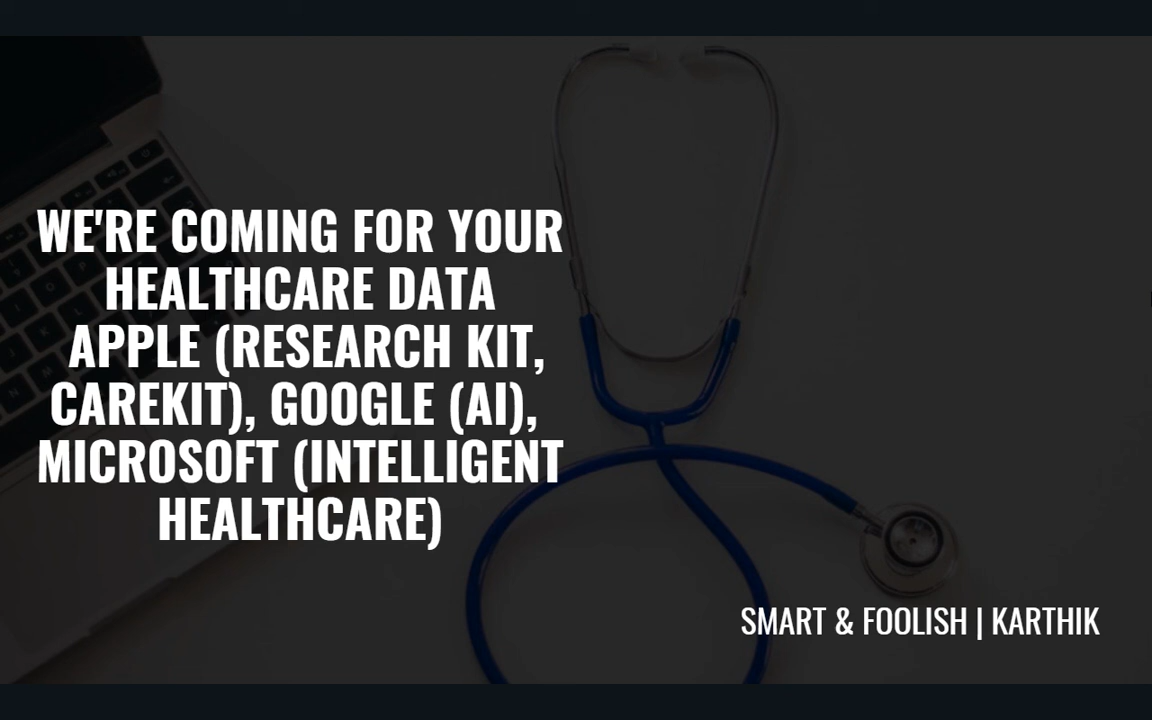 WE'RE COMING FOR YOUR
HEALTHCARE DATA
APPLE (RESEARCH KIT,
CAREKIT), GOOGLE (AI),
MICROSOFT (INTELLIGENT
HEALTHCARE)
SMART & FOOLISH | KARTHIK